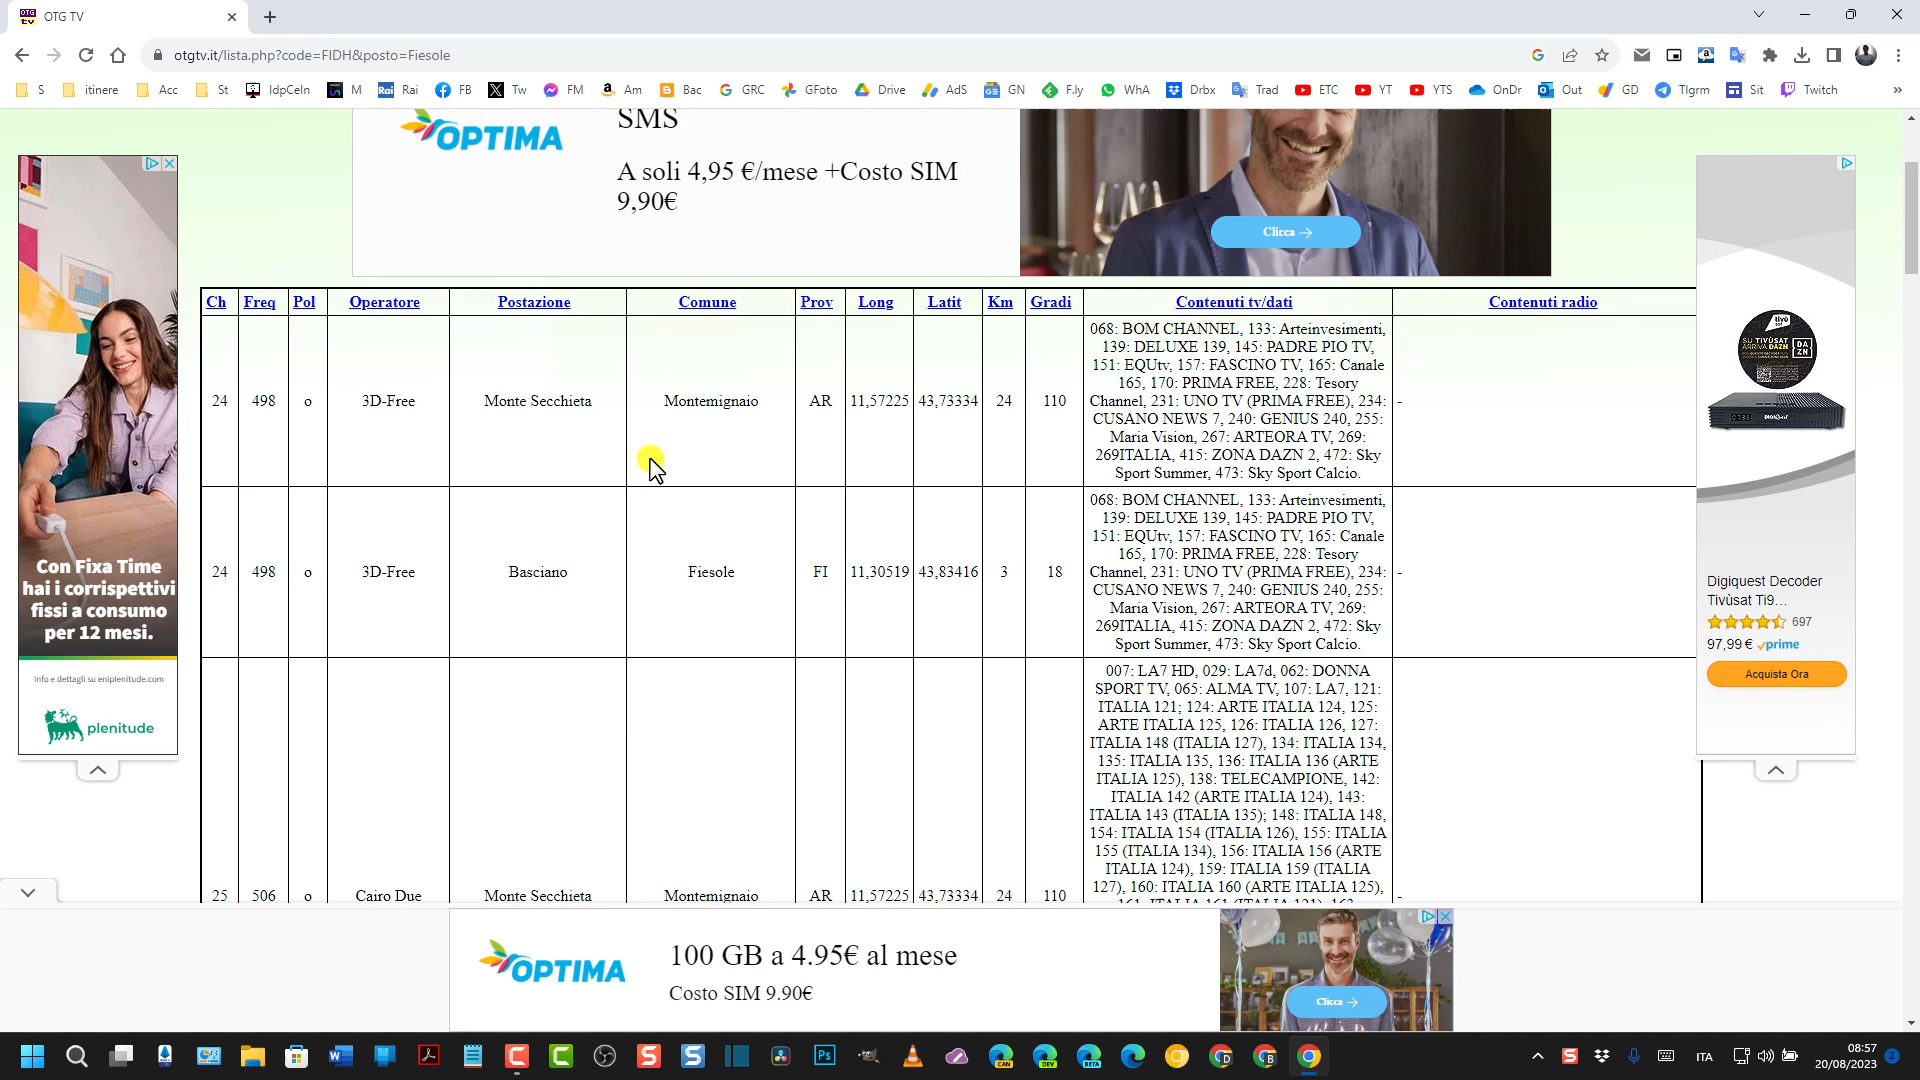 OTG TV
otgtv.it/lista.php?code=FIDH&posto=Fiesole
S itinere Acc St IdpCeln M Rai FB Tw FM Am Bac GRC GFoto Drive AdS GN F.ly WhA Drbx Trad ETC YT YTS OnDr Out GD Tlgrm Sit Twitch »
OPTIMA
SMS
A soli 4,95 €/mese +Costo SIM
9,90€
Clicca →
Con Fixa Time
hai i corrispettivi
fissi a consumo
per 12 mesi.
Info e dettagli su eniplenitude.com
plenitude
tivù sat
SU TIVÙSAT
ARRIVA DAZN
DA
ZN
DIGIQuest
Digiquest Decoder
Tivùsat Ti9...
697
97,99 € prime
Acquista Ora
Ch Freq Pol Operatore Postazione Comune Prov Long Latit Km Gradi Contenuti tv/dati Contenuti radio
24 498 o 3D-Free Monte Secchieta Montemignaio AR 11,57225 43,73334 24 110
068: BOM CHANNEL, 133: Arteinvesimenti,
139: DELUXE 139, 145: PADRE PIO TV,
151: EQUtv, 157: FASCINO TV, 165: Canale
165, 170: PRIMA FREE, 228: Tesory
Channel, 231: UNO TV (PRIMA FREE), 234:
CUSANO NEWS 7, 240: GENIUS 240, 255:
Maria Vision, 267: ARTEORA TV, 269:
269ITALIA, 415: ZONA DAZN 2, 472: Sky
Sport Summer, 473: Sky Sport Calcio.
-
24 498 o 3D-Free Basciano Fiesole FI 11,30519 43,83416 3 18
068: BOM CHANNEL, 133: Arteinvesimenti,
139: DELUXE 139, 145: PADRE PIO TV,
151: EQUtv, 157: FASCINO TV, 165: Canale
165, 170: PRIMA FREE, 228: Tesory
Channel, 231: UNO TV (PRIMA FREE), 234:
CUSANO NEWS 7, 240: GENIUS 240, 255:
Maria Vision, 267: ARTEORA TV, 269:
269ITALIA, 415: ZONA DAZN 2, 472: Sky
Sport Summer, 473: Sky Sport Calcio.
-
25 506 o Cairo Due Monte Secchieta Montemignaio AR 11,57225 43,73334 24 110
007: LA7 HD, 029: LA7d, 062: DONNA
SPORT TV, 065: ALMA TV, 107: LA7, 121:
ITALIA 121; 124: ARTE ITALIA 124, 125:
ARTE ITALIA 125, 126: ITALIA 126, 127:
ITALIA 148 (ITALIA 127), 134: ITALIA 134,
135: ITALIA 135, 136: ITALIA 136 (ARTE
ITALIA 125), 138: TELECAMPIONE, 142:
ITALIA 142 (ARTE ITALIA 124), 143:
ITALIA 143 (ITALIA 135); 148: ITALIA 148,
154: ITALIA 154 (ITALIA 126), 155: ITALIA
155 (ITALIA 134), 156: ITALIA 156 (ARTE
ITALIA 124), 159: ITALIA 159 (ITALIA
127), 160: ITALIA 160 (ARTE ITALIA 125),
-
OPTIMA
100 GB a 4.95€ al mese
Costo SIM 9.90€
Clicca →
ITA
08:57
20/08/2023
2